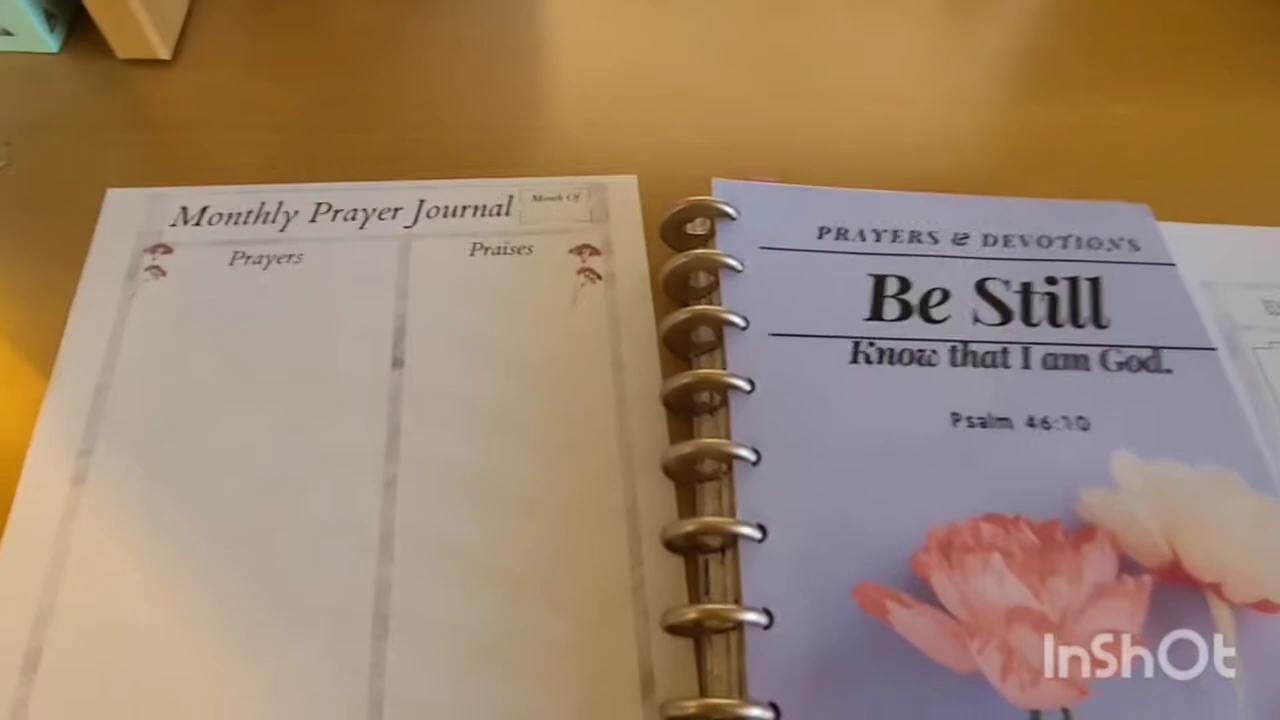 Monthly Prayer Journal
Month Of
Prayers
Praises
PRAYERS & DEVOTIONS
Be Still
Know that I am God.
Psalm 46:10
InShOt